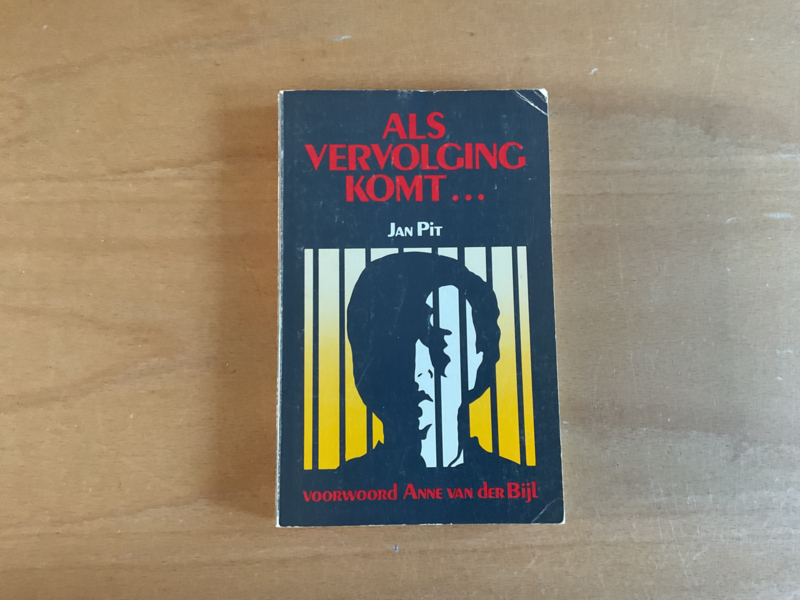 ALS
VERVOLGING
KOMT...
JAN PIT
VOORWOORD ANNE VAN DER BIJL